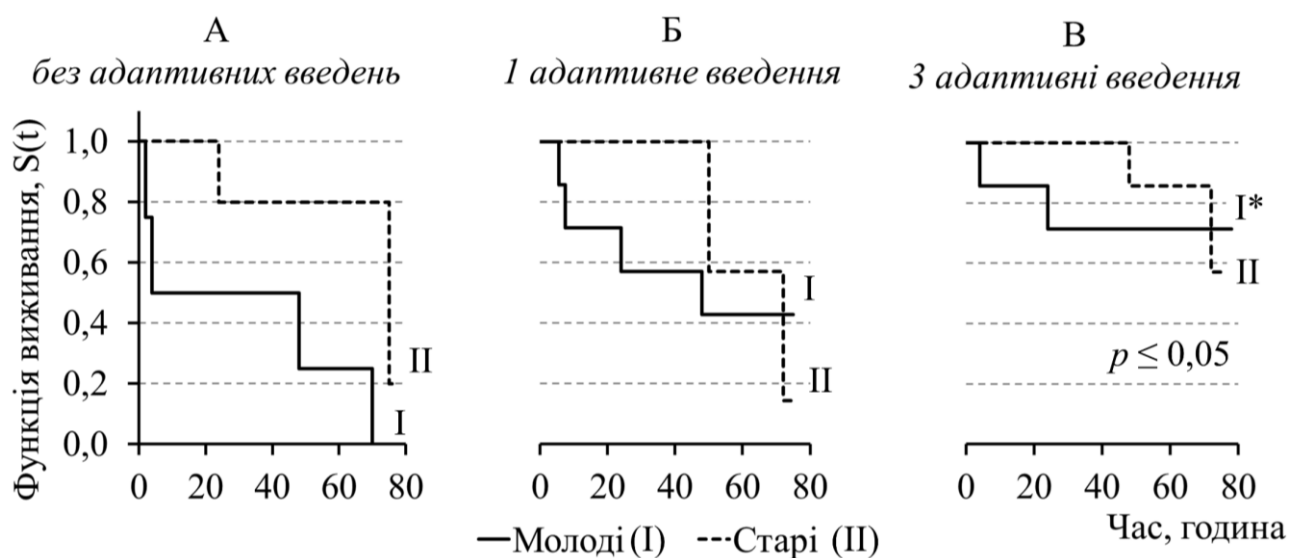 А
без адаптивних введень
Б
1 адаптивне введення
В
3 адаптивні введення
Функція виживання, S(t)
1,0
0,8
0,6
0,4
0,2
0,0
II
I
0 20 40 60 80
I
II
0 20 40 60 80
I*
II
p ≤ 0,05
0 20 40 60 80
Час, година
Молоді (I) Старі (II)